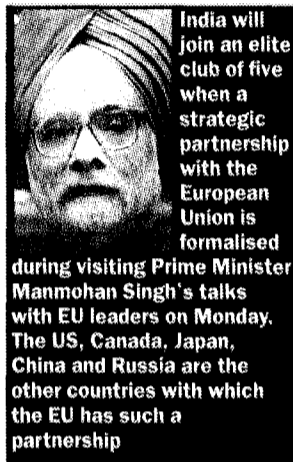 India will
join an elite
club of five
when a
strategic
partnership
with the
European
Union is
formalised
during visiting Prime Minister
Manmohan Singh's talks
with EU leaders on Monday.
The US, Canada, Japan,
China and Russia are the
other countries with which
the EU has such a
partnership